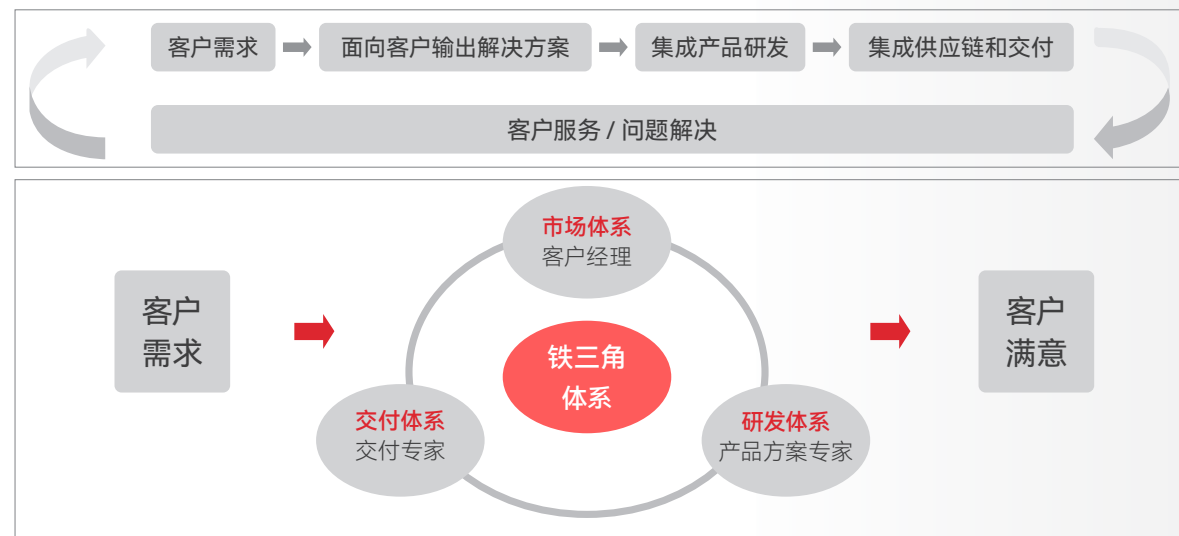 客户需求
面向客户输出解决方案
集成产品研发
集成供应链和交付
客户服务 / 问题解决
市场体系
客户经理
客户
需求
铁三角
体系
客户
满意
交付体系
交付专家
研发体系
产品方案专家